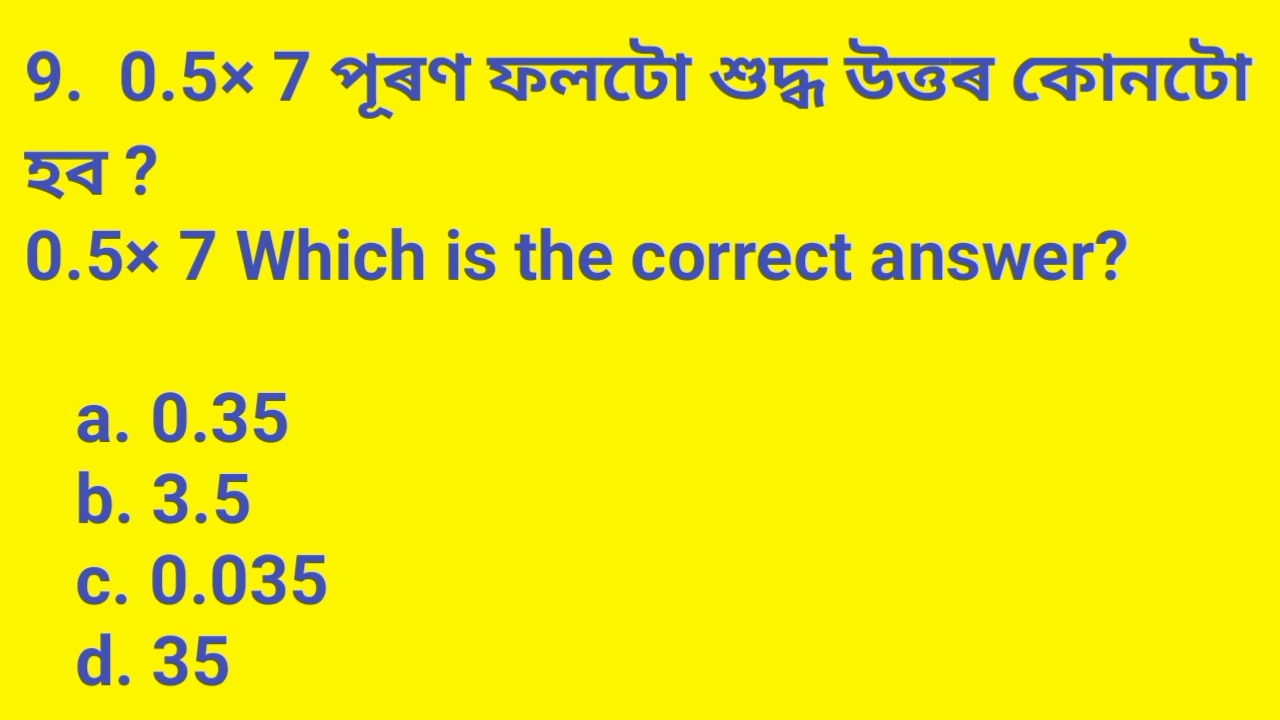 9. 0.5× 7 পূৰণ ফলটো শুদ্ধ উত্তৰ কোনটো
হব ?
0.5× 7 Which is the correct answer?
a. 0.35
b. 3.5
c. 0.035
d. 35